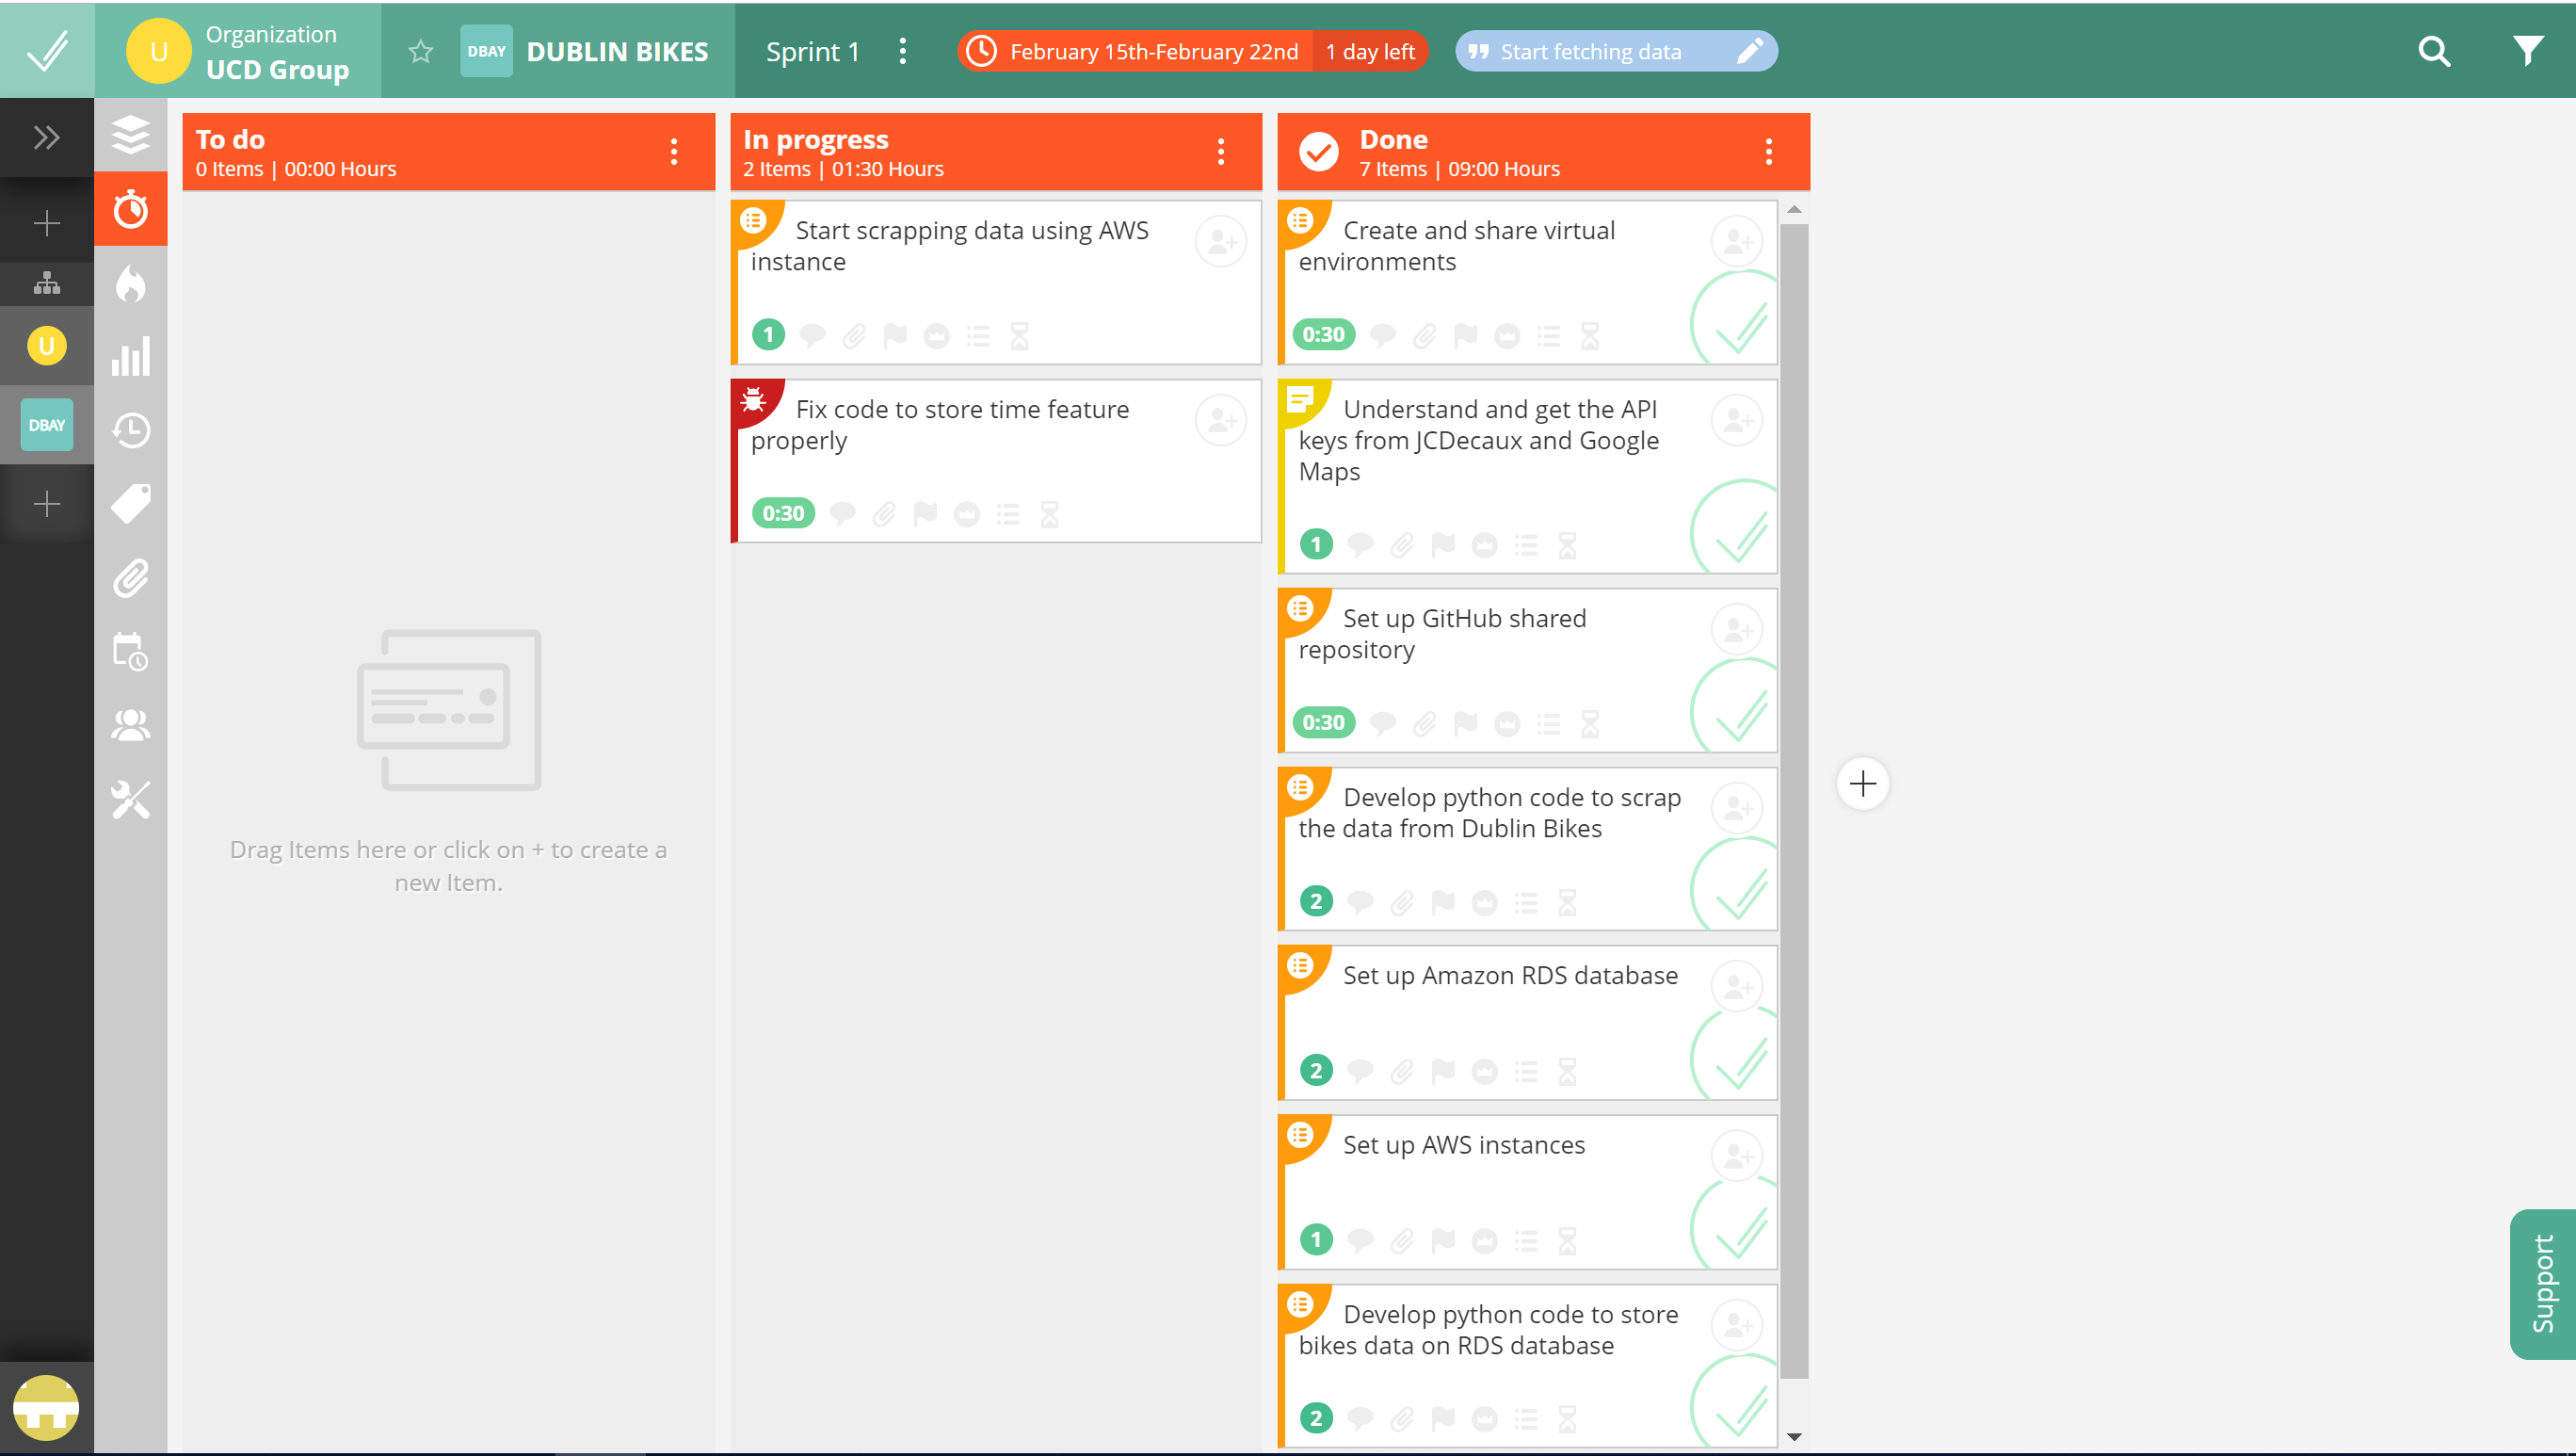 U
Organization
UCD Group
DBAY
DUBLIN BIKES
Sprint 1
February 15th-February 22nd
1 day left
Start fetching data
U
DBAY
To do
0 Items | 00:00 Hours
Drag Items here or click on + to create a
new Item.
In progress
2 Items | 01:30 Hours
Start scrapping data using AWS
instance
1
Fix code to store time feature
properly
0:30
Done
7 Items | 09:00 Hours
Create and share virtual
environments
0:30
Understand and get the API
keys from JCDecaux and Google
Maps
1
Set up GitHub shared
repository
0:30
Develop python code to scrap
the data from Dublin Bikes
2
Set up Amazon RDS database
2
Set up AWS instances
1
Develop python code to store
bikes data on RDS database
2
Support